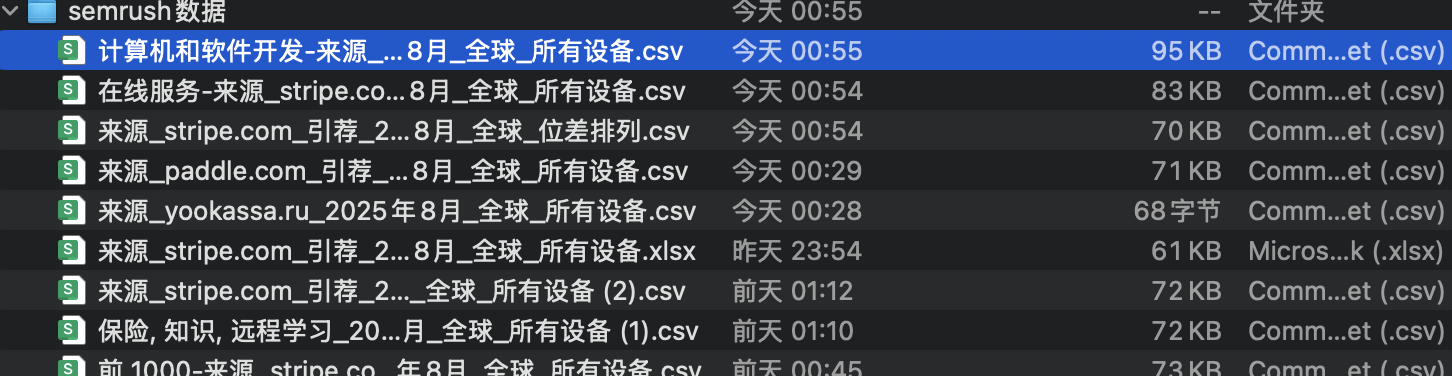 semrush数据 今天 00:55 -- 文件夹
S 计算机和软件开发-来源_...8月_全球_所有设备.csv 今天 00:55 95 KB Comm...et (.csv)
S 在线服务-来源_stripe.co...8月_全球_所有设备.csv 今天 00:54 83 KB Comm...et (.csv)
S 来源_stripe.com_引荐_2...8月_全球_位差排列.csv 今天 00:54 70 KB Comm...et (.csv)
S 来源_paddle.com_引荐_...8月_全球_所有设备.csv 今天 00:29 71 KB Comm...et (.csv)
S 来源_yookassa.ru_2025年8月_全球_所有设备.csv 今天 00:28 68字节 Comm...et (.csv)
S 来源_stripe.com_引荐_2...8月_全球_所有设备.xlsx 昨天 23:54 61 KB Micros...k (.xlsx)
S 来源_stripe.com_引荐_2..._全球_所有设备 (2).csv 前天 01:12 72 KB Comm...et (.csv)
S 保险, 知识, 远程学习_20...月_全球_所有设备 (1).csv 前天 01:10 72 KB Comm...et (.csv)
S 前 1000-来源_stripe.co...年8月_全球_所有设备.csv 前天 00:45 73 KB Comm...et (.csv)